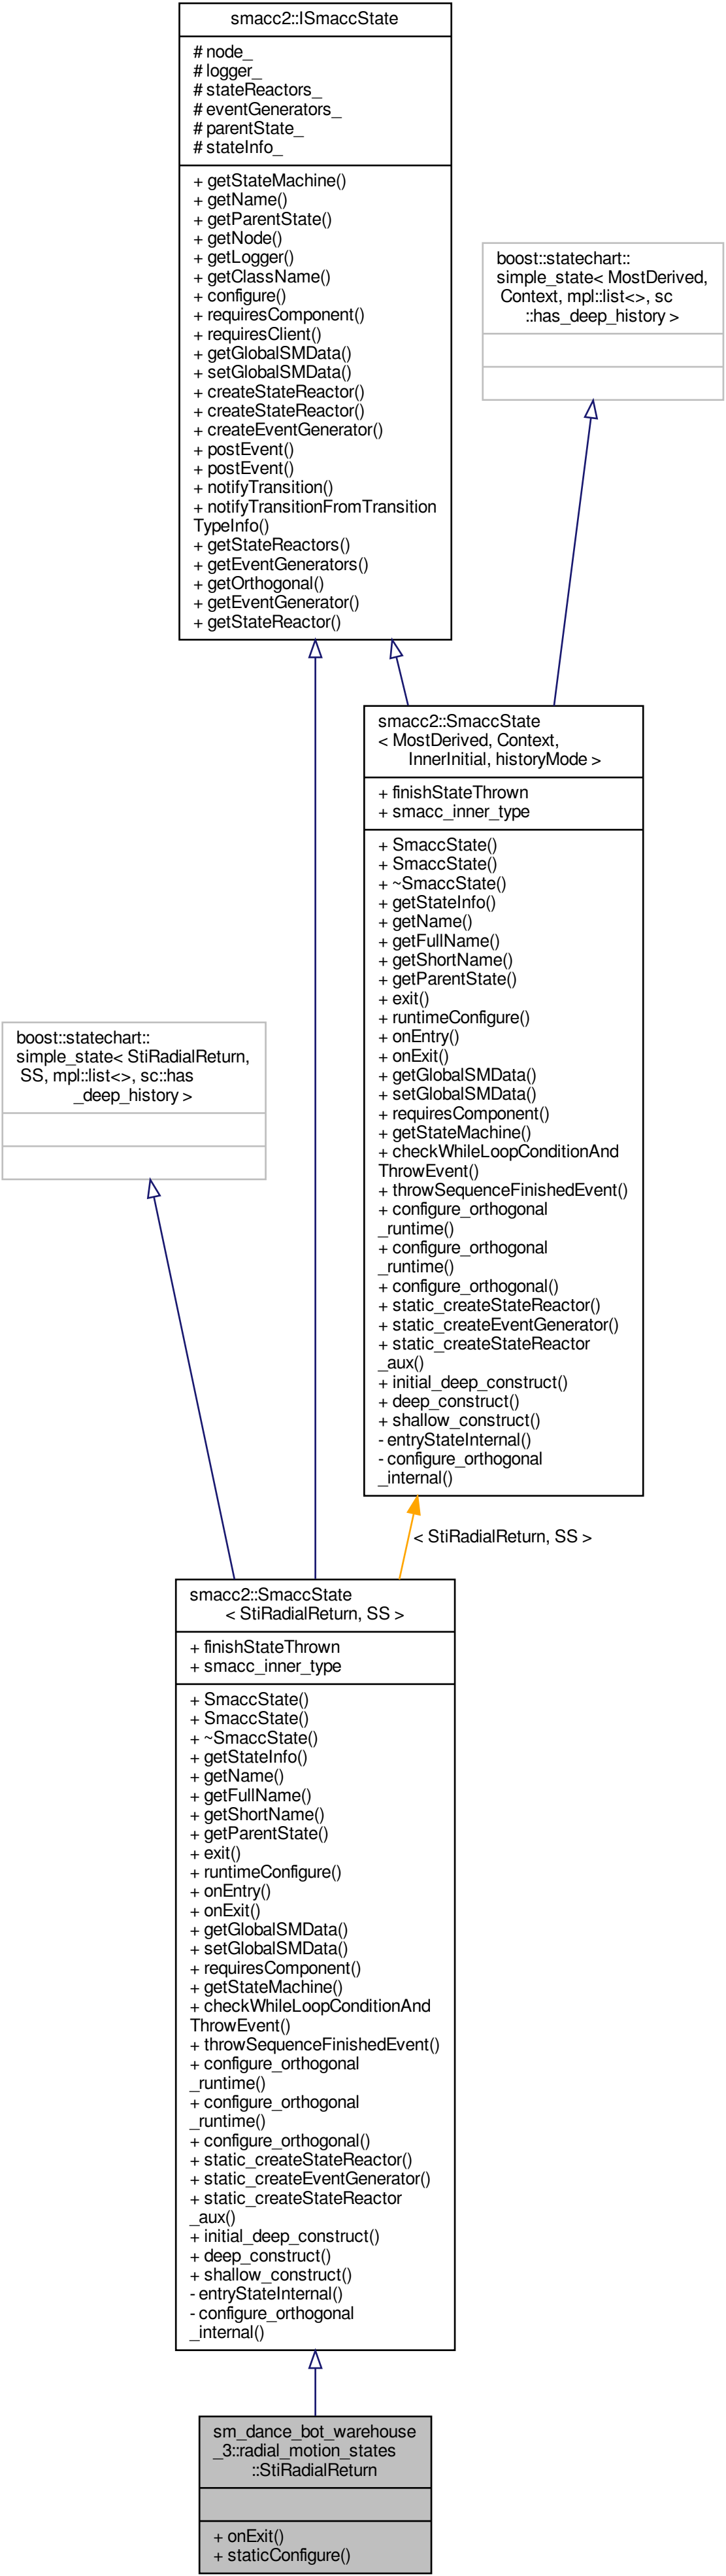 smacc2::ISmaccState
# node_
# logger_
# stateReactors_
# eventGenerators_
# parentState_
# stateInfo_
+ getStateMachine()
+ getName()
+ getParentState()
+ getNode()
+ getLogger()
+ getClassName()
+ configure()
+ requiresComponent()
+ requiresClient()
+ getGlobalSMData()
+ setGlobalSMData()
+ createStateReactor()
+ createStateReactor()
+ createEventGenerator()
+ postEvent()
+ postEvent()
+ notifyTransition()
+ notifyTransitionFromTransition
TypeInfo()
+ getStateReactors()
+ getEventGenerators()
+ getOrthogonal()
+ getEventGenerator()
+ getStateReactor()
boost::statechart::
simple_state< MostDerived,
Context, mpl::list<>, sc
::has_deep_history >
smacc2::SmaccState
< MostDerived, Context,
InnerInitial, historyMode >
+ finishStateThrown
+ smacc_inner_type
+ SmaccState()
+ SmaccState()
+ ~SmaccState()
+ getStateInfo()
+ getName()
+ getFullName()
+ getShortName()
+ getParentState()
+ exit()
+ runtimeConfigure()
+ onEntry()
+ onExit()
+ getGlobalSMData()
+ setGlobalSMData()
+ requiresComponent()
+ getStateMachine()
+ checkWhileLoopConditionAnd
ThrowEvent()
+ throwSequenceFinishedEvent()
+ configure_orthogonal
_runtime()
+ configure_orthogonal
_runtime()
+ configure_orthogonal()
+ static_createStateReactor()
+ static_createEventGenerator()
+ static_createStateReactor
_aux()
+ initial_deep_construct()
+ deep_construct()
+ shallow_construct()
- entryStateInternal()
- configure_orthogonal
_internal()
boost::statechart::
simple_state< StiRadialReturn,
SS, mpl::list<>, sc::has
_deep_history >
< StiRadialReturn, SS >
smacc2::SmaccState
< StiRadialReturn, SS >
+ finishStateThrown
+ smacc_inner_type
+ SmaccState()
+ SmaccState()
+ ~SmaccState()
+ getStateInfo()
+ getName()
+ getFullName()
+ getShortName()
+ getParentState()
+ exit()
+ runtimeConfigure()
+ onEntry()
+ onExit()
+ getGlobalSMData()
+ setGlobalSMData()
+ requiresComponent()
+ getStateMachine()
+ checkWhileLoopConditionAnd
ThrowEvent()
+ throwSequenceFinishedEvent()
+ configure_orthogonal
_runtime()
+ configure_orthogonal
_runtime()
+ configure_orthogonal()
+ static_createStateReactor()
+ static_createEventGenerator()
+ static_createStateReactor
_aux()
+ initial_deep_construct()
+ deep_construct()
+ shallow_construct()
- entryStateInternal()
- configure_orthogonal
_internal()
sm_dance_bot_warehouse
_3::radial_motion_states
::StiRadialReturn
+ onExit()
+ staticConfigure()